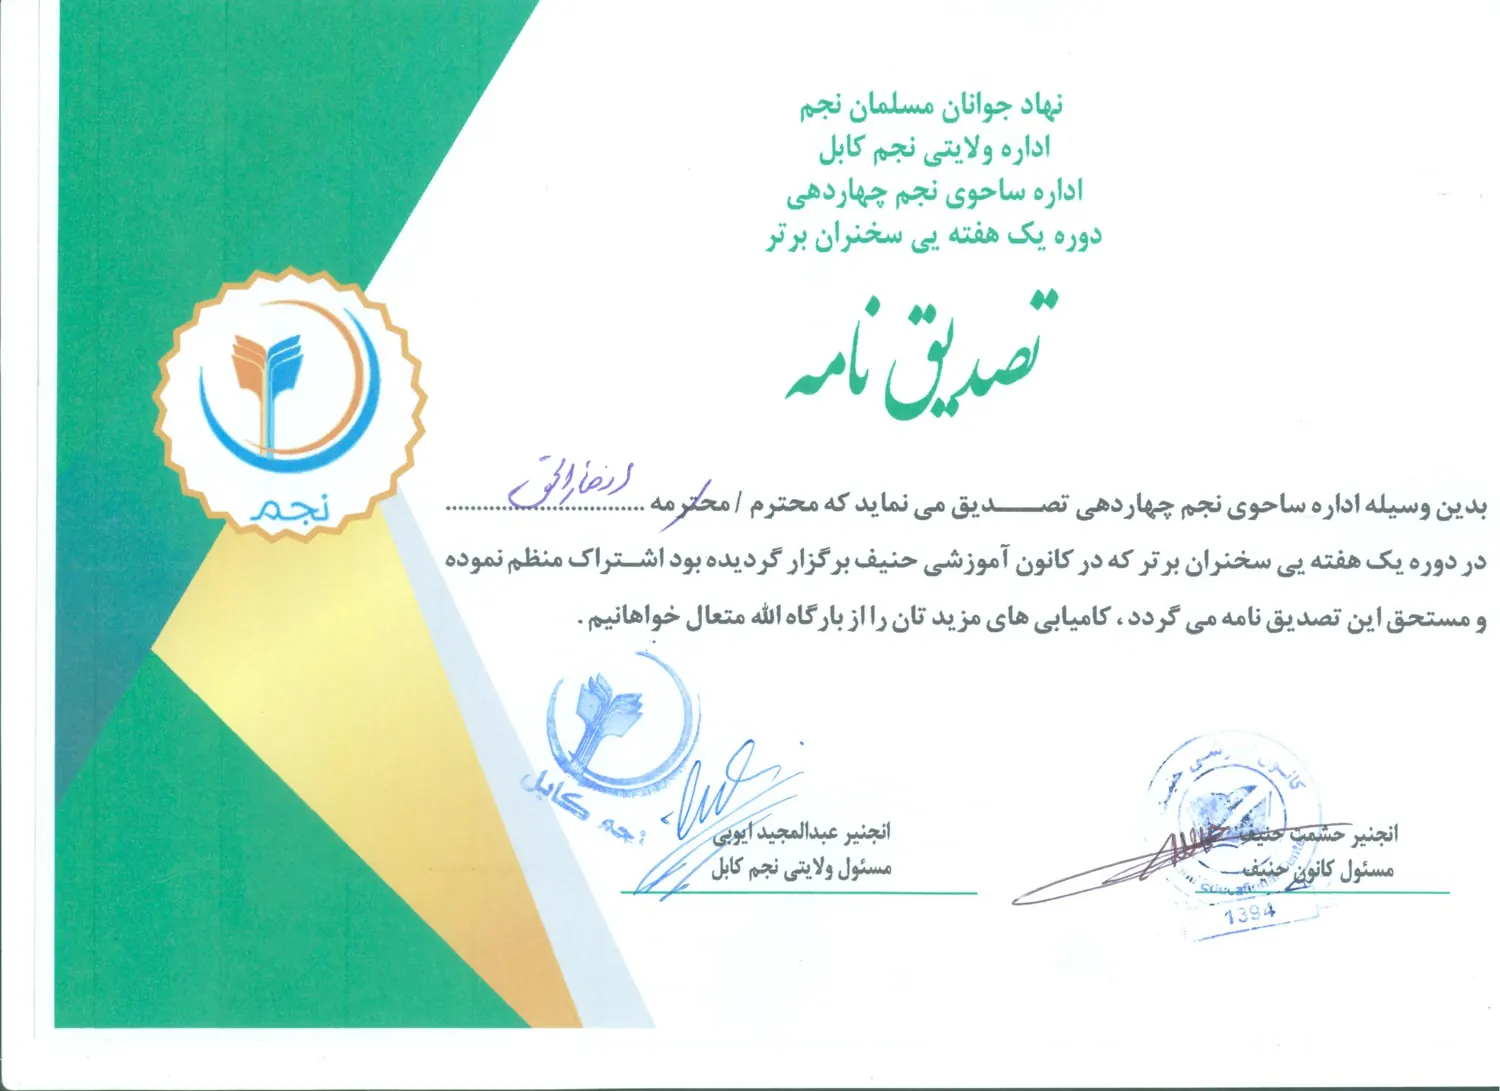 نهاد جوانان مسلمان نجم
اداره ولایتی نجم کابل
اداره ساحوی نجم چهاردهی
دوره یک هفته یی سخنران برتر
تصدیق نامه
بدین وسیله اداره ساحوی نجم چهاردهی تصـــــدیق می نماید که محترم / محترمه ..................................
در دوره یک هفته یی سخنران برتر که در کانون آموزشی حنیف برگزار گردیده بود اشــتراک منظم نموده
و مستحق این تصدیق نامه می گردد ، کامیابی های مزید تان را از بارگاه الله متعال خواهانیم .
نجم
انجنیر حشمت حنیف
مسئول کانون حنیف
1394
انجنیر عبدالمجید ایوبی
مسئول ولایتی نجم کابل
نجم کابل